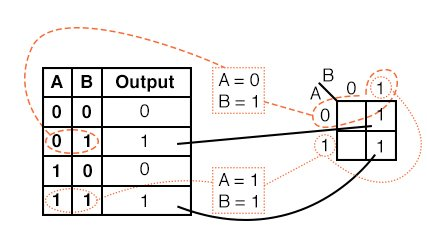 A B Output
0 0 0
0 1 1
1 0 0
1 1 1
A = 0
B = 1
A = 1
B = 1
B
A 0 1
0 1
1 1